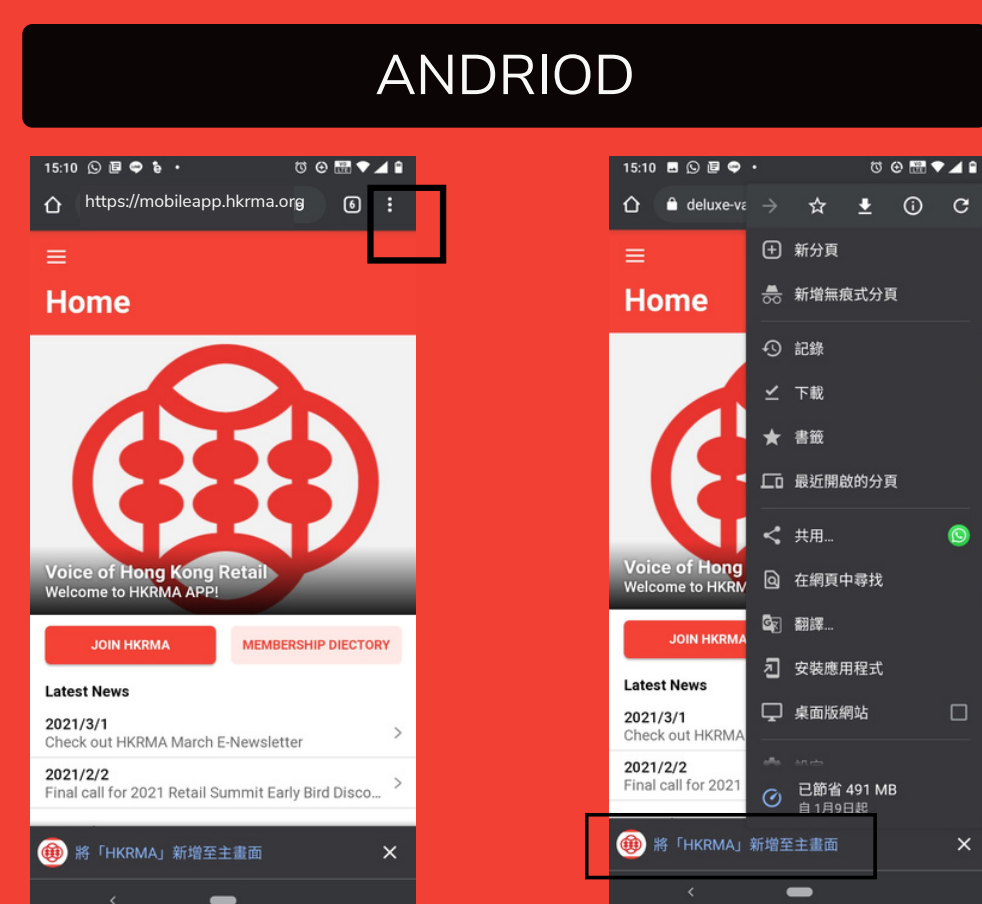 ANDRIOD
15:10
https://mobileapp.hkrma.org
6
Home
Voice of Hong Kong Retail
Welcome to HKRMA APP!
JOIN HKRMA
MEMBERSHIP DIECTORY
Latest News
2021/3/1
Check out HKRMA March E-Newsletter
2021/2/2
Final call for 2021 Retail Summit Early Bird Disco...
將「HKRMA」新增至主畫面
15:10
deluxe-va
Home
Voice of Hong
Welcome to HKRM
JOIN HKRMA
Latest News
2021/3/1
Check out HKRMA
2021/2/2
Final call for 2021
新分頁
新增無痕式分頁
記錄
下載
書籤
最近開啟的分頁
共用...
在網頁中尋找
翻譯...
安裝應用程式
桌面版網站
已節省 491 MB
自 1月9日起
將「HKRMA」新增至主畫面